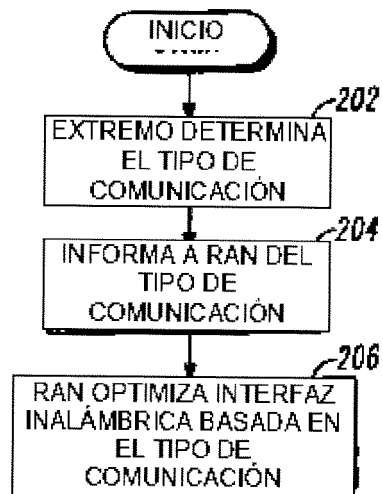 INICIO
202
EXTREMO DETERMINA
EL TIPO DE
COMUNICACIÓN
204
INFORMA A RAN DEL
TIPO DE
COMUNICACIÓN
206
RAN OPTIMIZA INTERFAZ
INALÁMBRICA BASADA EN
EL TIPO DE
COMUNICACIÓN